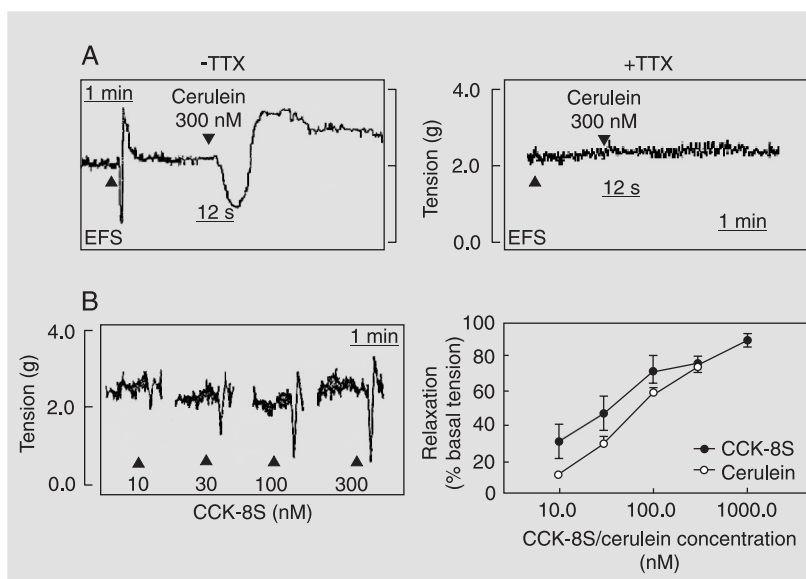 A
-TTX
+TTX
1 min
Cerulein
300 nM
12 s
EFS
Tension (g)
4.0
2.0
0.0
Cerulein
300 nM
12 s
1 min
EFS
B
Tension (g)
4.0
2.0
0.0
1 min
10
30
100
300
CCK-8S (nM)
Relaxation
(% basal tension)
100
80
60
40
20
0
CCK-8S
Cerulein
10.0
100.0
1000.0
CCK-8S/cerulein concentration
(nM)